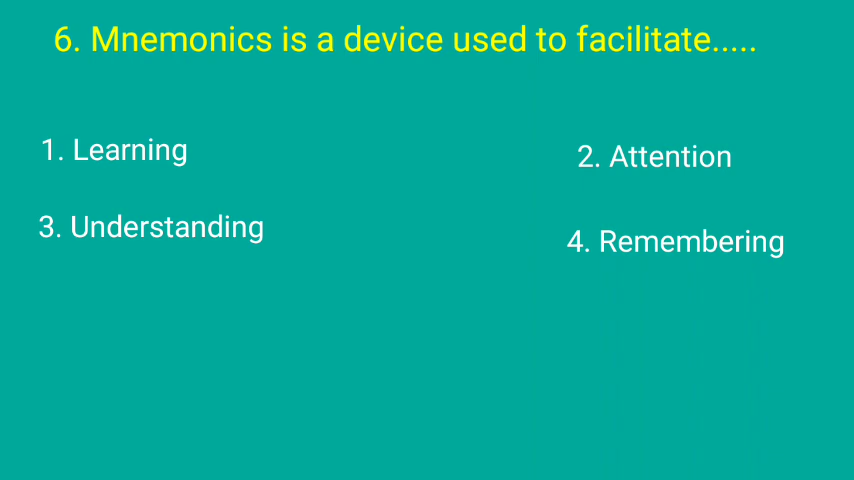 6. Mnemonics is a device used to facilitate.....
1. Learning
2. Attention
3. Understanding
4. Remembering